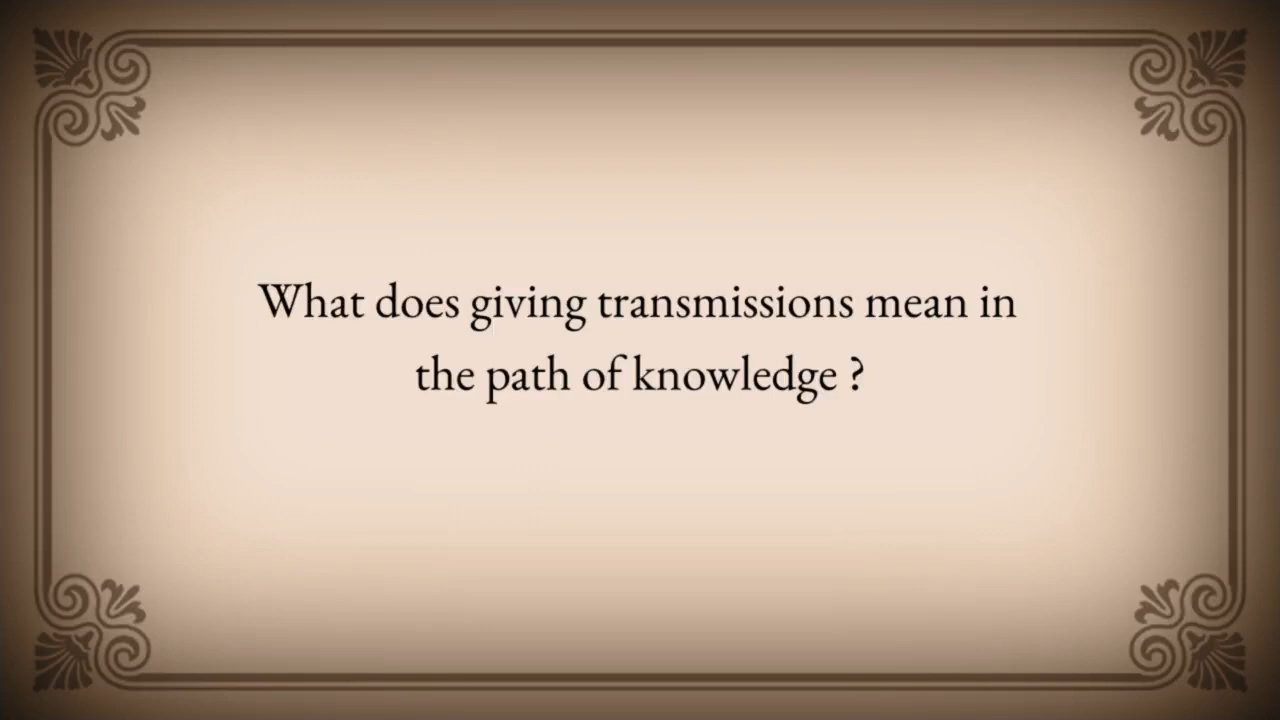 What does giving transmissions mean in
the path of knowledge ?